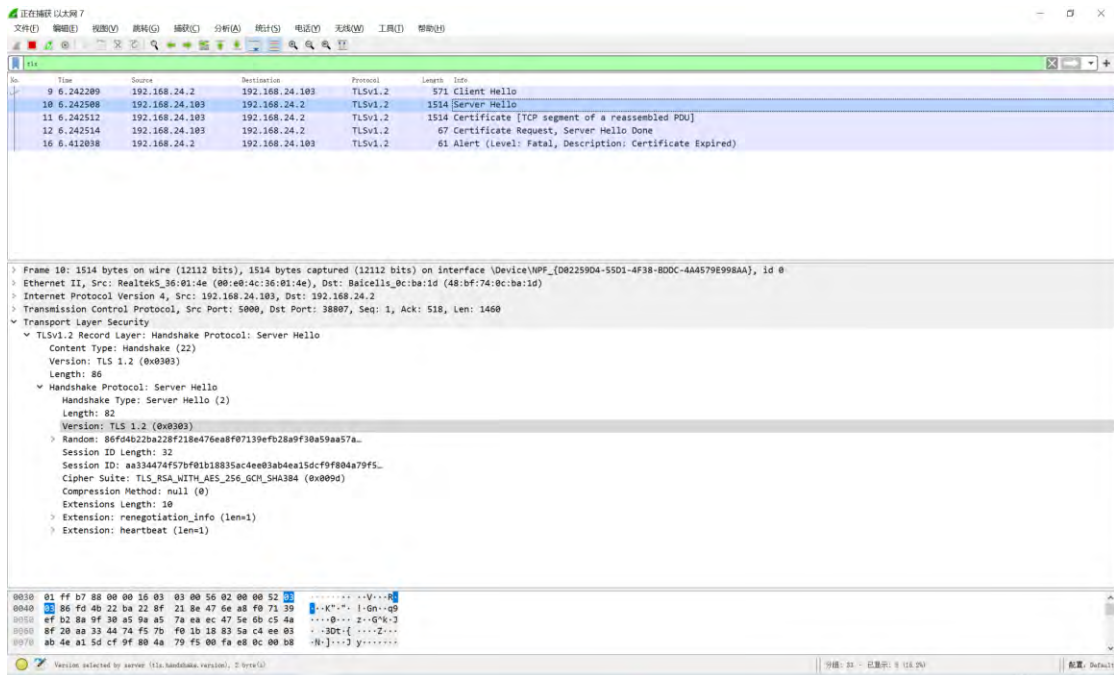 正在捕获 以太网 7
文件(F) 编辑(E) 视图(V) 跳转(G) 捕获(C) 分析(A) 统计(S) 电话(Y) 无线(W) 工具(T) 帮助(H)
tls
No. Time Source Destination Protocol Length Info
9 6.242209 192.168.24.2 192.168.24.103 TLSv1.2 571 Client Hello
10 6.242508 192.168.24.103 192.168.24.2 TLSv1.2 1514 Server Hello
11 6.242512 192.168.24.103 192.168.24.2 TLSv1.2 1514 Certificate [TCP segment of a reassembled PDU]
12 6.242514 192.168.24.103 192.168.24.2 TLSv1.2 67 Certificate Request, Server Hello Done
16 6.412038 192.168.24.2 192.168.24.103 TLSv1.2 61 Alert (Level: Fatal, Description: Certificate Expired)
Frame 10: 1514 bytes on wire (12112 bits), 1514 bytes captured (12112 bits) on interface \Device\NPF_{D02259D4-55D1-4F38-BDDC-4A4579E998AA}, id 0
Ethernet II, Src: RealtekS_36:01:4e (00:e0:4c:36:01:4e), Dst: Baicells_0c:ba:1d (48:bf:74:0c:ba:1d)
Internet Protocol Version 4, Src: 192.168.24.103, Dst: 192.168.24.2
Transmission Control Protocol, Src Port: 5000, Dst Port: 38807, Seq: 1, Ack: 518, Len: 1460
Transport Layer Security
TLSv1.2 Record Layer: Handshake Protocol: Server Hello
Content Type: Handshake (22)
Version: TLS 1.2 (0x0303)
Length: 86
Handshake Protocol: Server Hello
Handshake Type: Server Hello (2)
Length: 82
Version: TLS 1.2 (0x0303)
Random: 86fd4b22ba228f218e476ea8f07139efb28a9f30a59aa57a…
Session ID Length: 32
Session ID: aa334474f57bf01b18835ac4ee03ab4ea15dcf9f804a79f5…
Cipher Suite: TLS_RSA_WITH_AES_256_GCM_SHA384 (0x009d)
Compression Method: null (0)
Extensions Length: 10
Extension: renegotiation_info (len=1)
Extension: heartbeat (len=1)
0030 01 ff b7 88 00 00 16 03 03 00 56 02 00 00 52 03 ········ ··V···R·
0040 03 86 fd 4b 22 ba 22 8f 21 8e 47 6e a8 f0 71 39 ···K"·"· !·Gn··q9
0050 ef b2 8a 9f 30 a5 9a a5 7a ea ec 47 5e 6b c5 4a ····0··· z··G^k·J
0060 8f 20 aa 33 44 74 f5 7b f0 1b 18 83 5a c4 ee 03 · ·3Dt·{ ····Z···
0070 ab 4e a1 5d cf 9f 80 4a 79 f5 00 fa e8 0c 00 b8 ·N·]···J y·······
Version selected by server (tls.handshake.version), 2 byte(s)
配置: Default